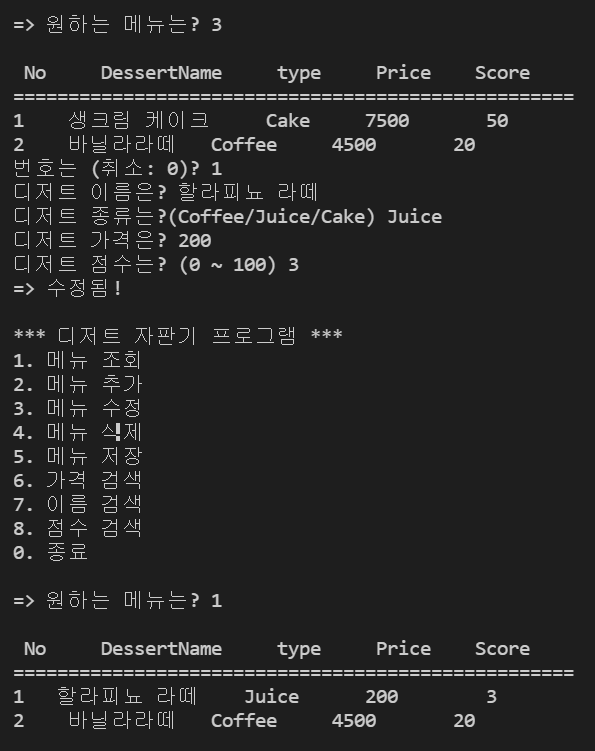 => 원하는 메뉴는? 3
No DessertName type Price Score
===================================================
1 생크림 케이크 Cake 7500 50
2 바닐라라떼 Coffee 4500 20
번호는 (취소: 0)? 1
디저트 이름은? 할라피뇨 라떼
디저트 종류는?(Coffee/Juice/Cake) Juice
디저트 가격은? 200
디저트 점수는? (0 ~ 100) 3
=> 수정됨!
*** 디저트 자판기 프로그램 ***
1. 메뉴 조회
2. 메뉴 추가
3. 메뉴 수정
4. 메뉴 삭제
5. 메뉴 저장
6. 가격 검색
7. 이름 검색
8. 점수 검색
0. 종료
=> 원하는 메뉴는? 1
No DessertName type Price Score
===================================================
1 할라피뇨 라떼 Juice 200 3
2 바닐라라떼 Coffee 4500 20